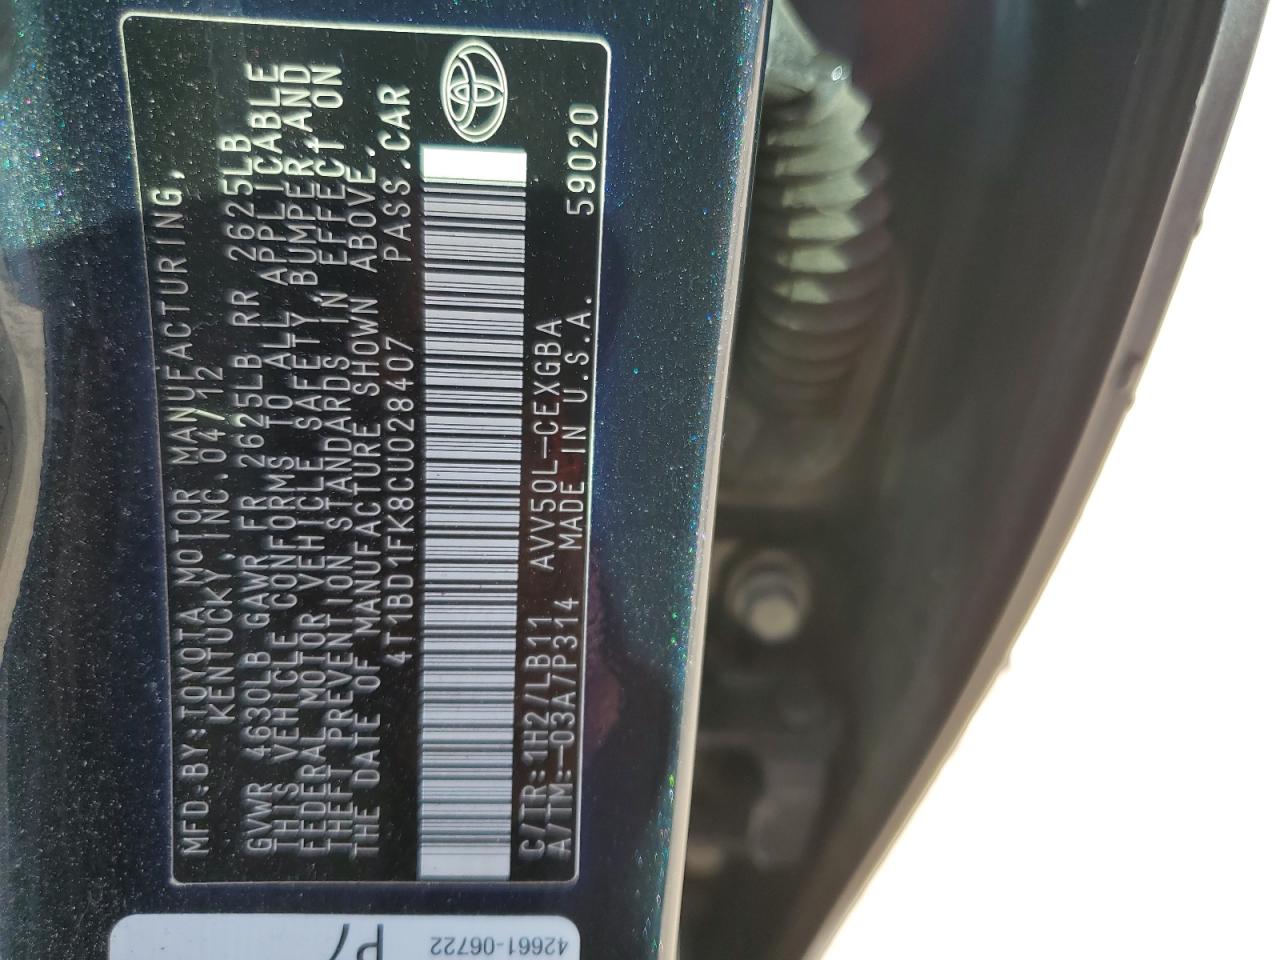 MFD.BY:TOYOTA MOTOR MANUFACTURING,
KENTUCKY, INC.04/12
GVWR 4630LB GAWR FR 2625LB RR 2625LB
THIS VEHICLE CONFORMS TO ALL APPLICABLE
FEDERAL MOTOR VEHICLE SAFETY, BUMPER, AND
THEFT PREVENTION STANDARDS IN EFFECT ON
THE DATE OF MANUFACTURE SHOWN ABOVE.
4T1BD1FK8CU028407 PASS.CAR
C/TR:1H2/LB11 AVV50L-CEXGBA
A/TM:-03A/P314 MADE IN U.S.A. 59020
42661-06722